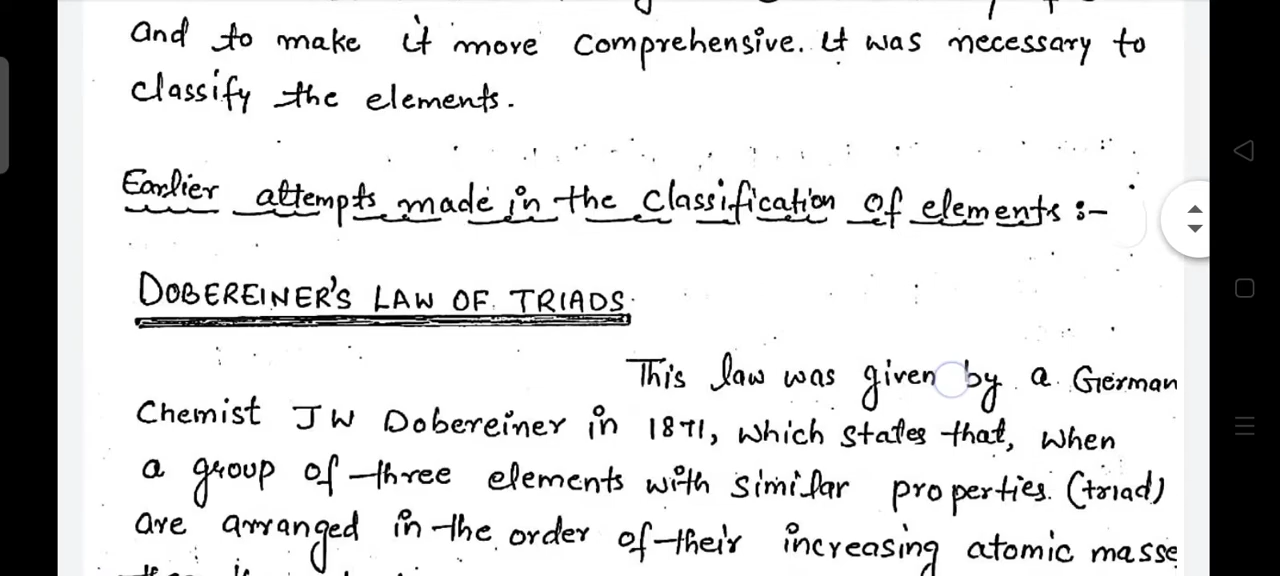 and to make it more comprehensive. It was necessary to
classify the elements.
Earlier attempts made in the classification of elements :-
DOBEREINER'S LAW OF TRIADS.
This law was given by a German
Chemist J W Dobereiner in 1871, which states that, when
a group of three elements with similar properties. (triad)
are arranged in the order of their increasing atomic masse